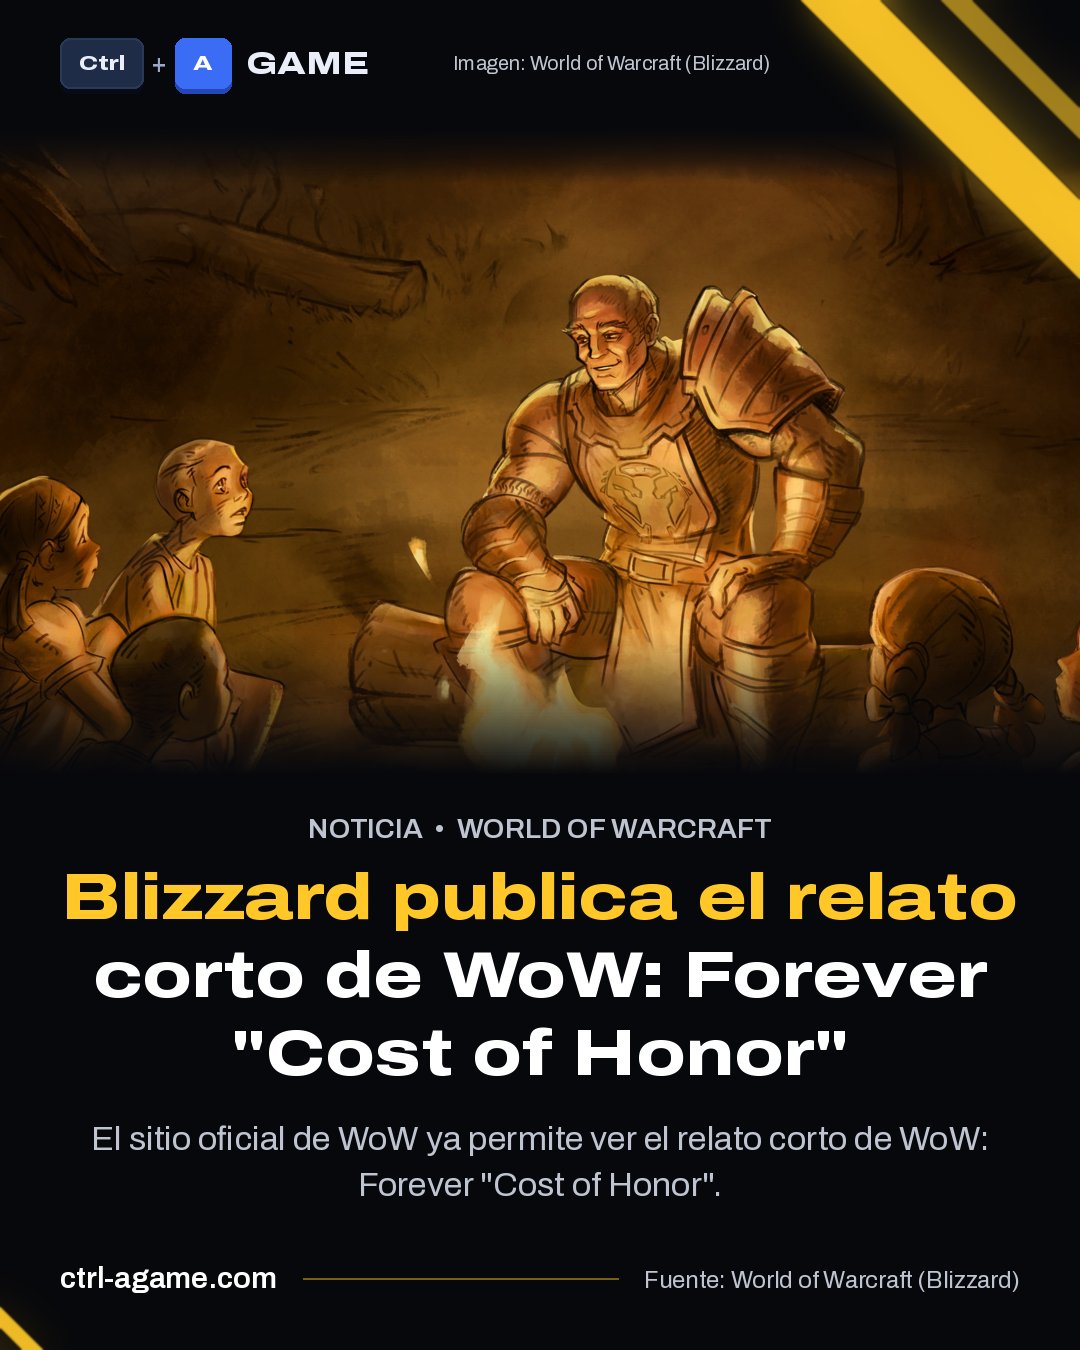 Ctrl + A GAME
Imagen: World of Warcraft (Blizzard)
NOTICIA • WORLD OF WARCRAFT
Blizzard publica el relato
corto de WoW: Forever
"Cost of Honor"
El sitio oficial de WoW ya permite ver el relato corto de WoW:
Forever "Cost of Honor".
ctrl-agame.com
Fuente: World of Warcraft (Blizzard)